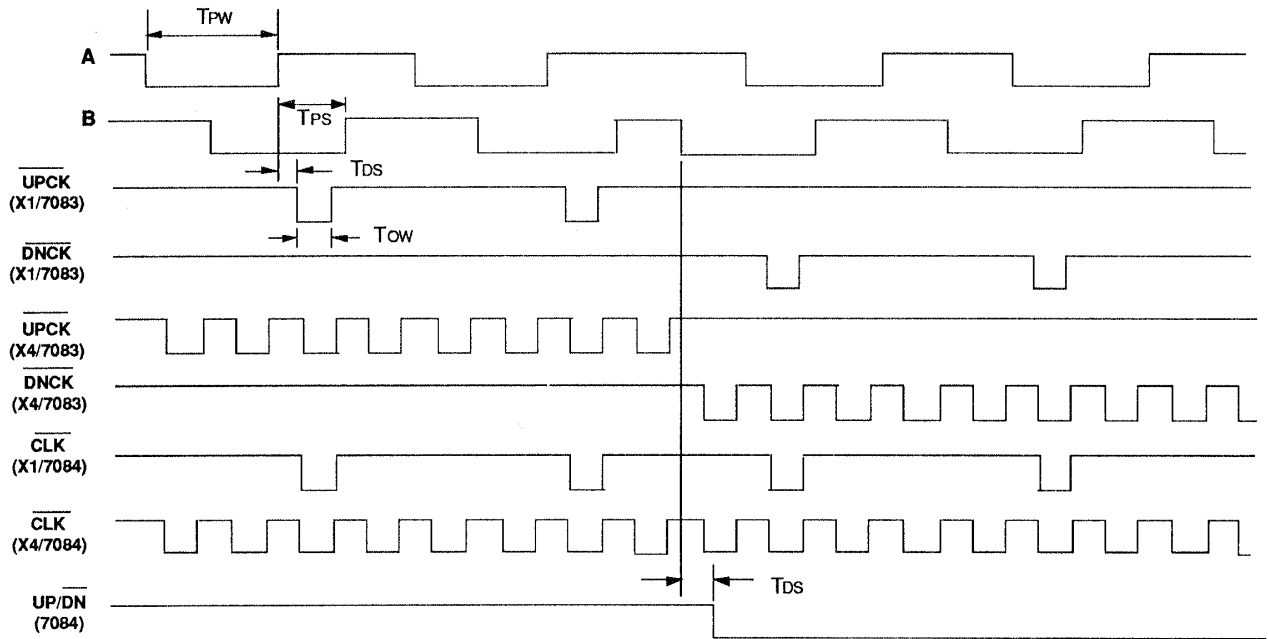 TPW
A
B
TPS
TDS
UPCK
(X1/7083)
TOW
DNCK
(X1/7083)
UPCK
(X4/7083)
DNCK
(X4/7083)
CLK
(X1/7084)
CLK
(X4/7084)
TDS
UP/DN
(7084)